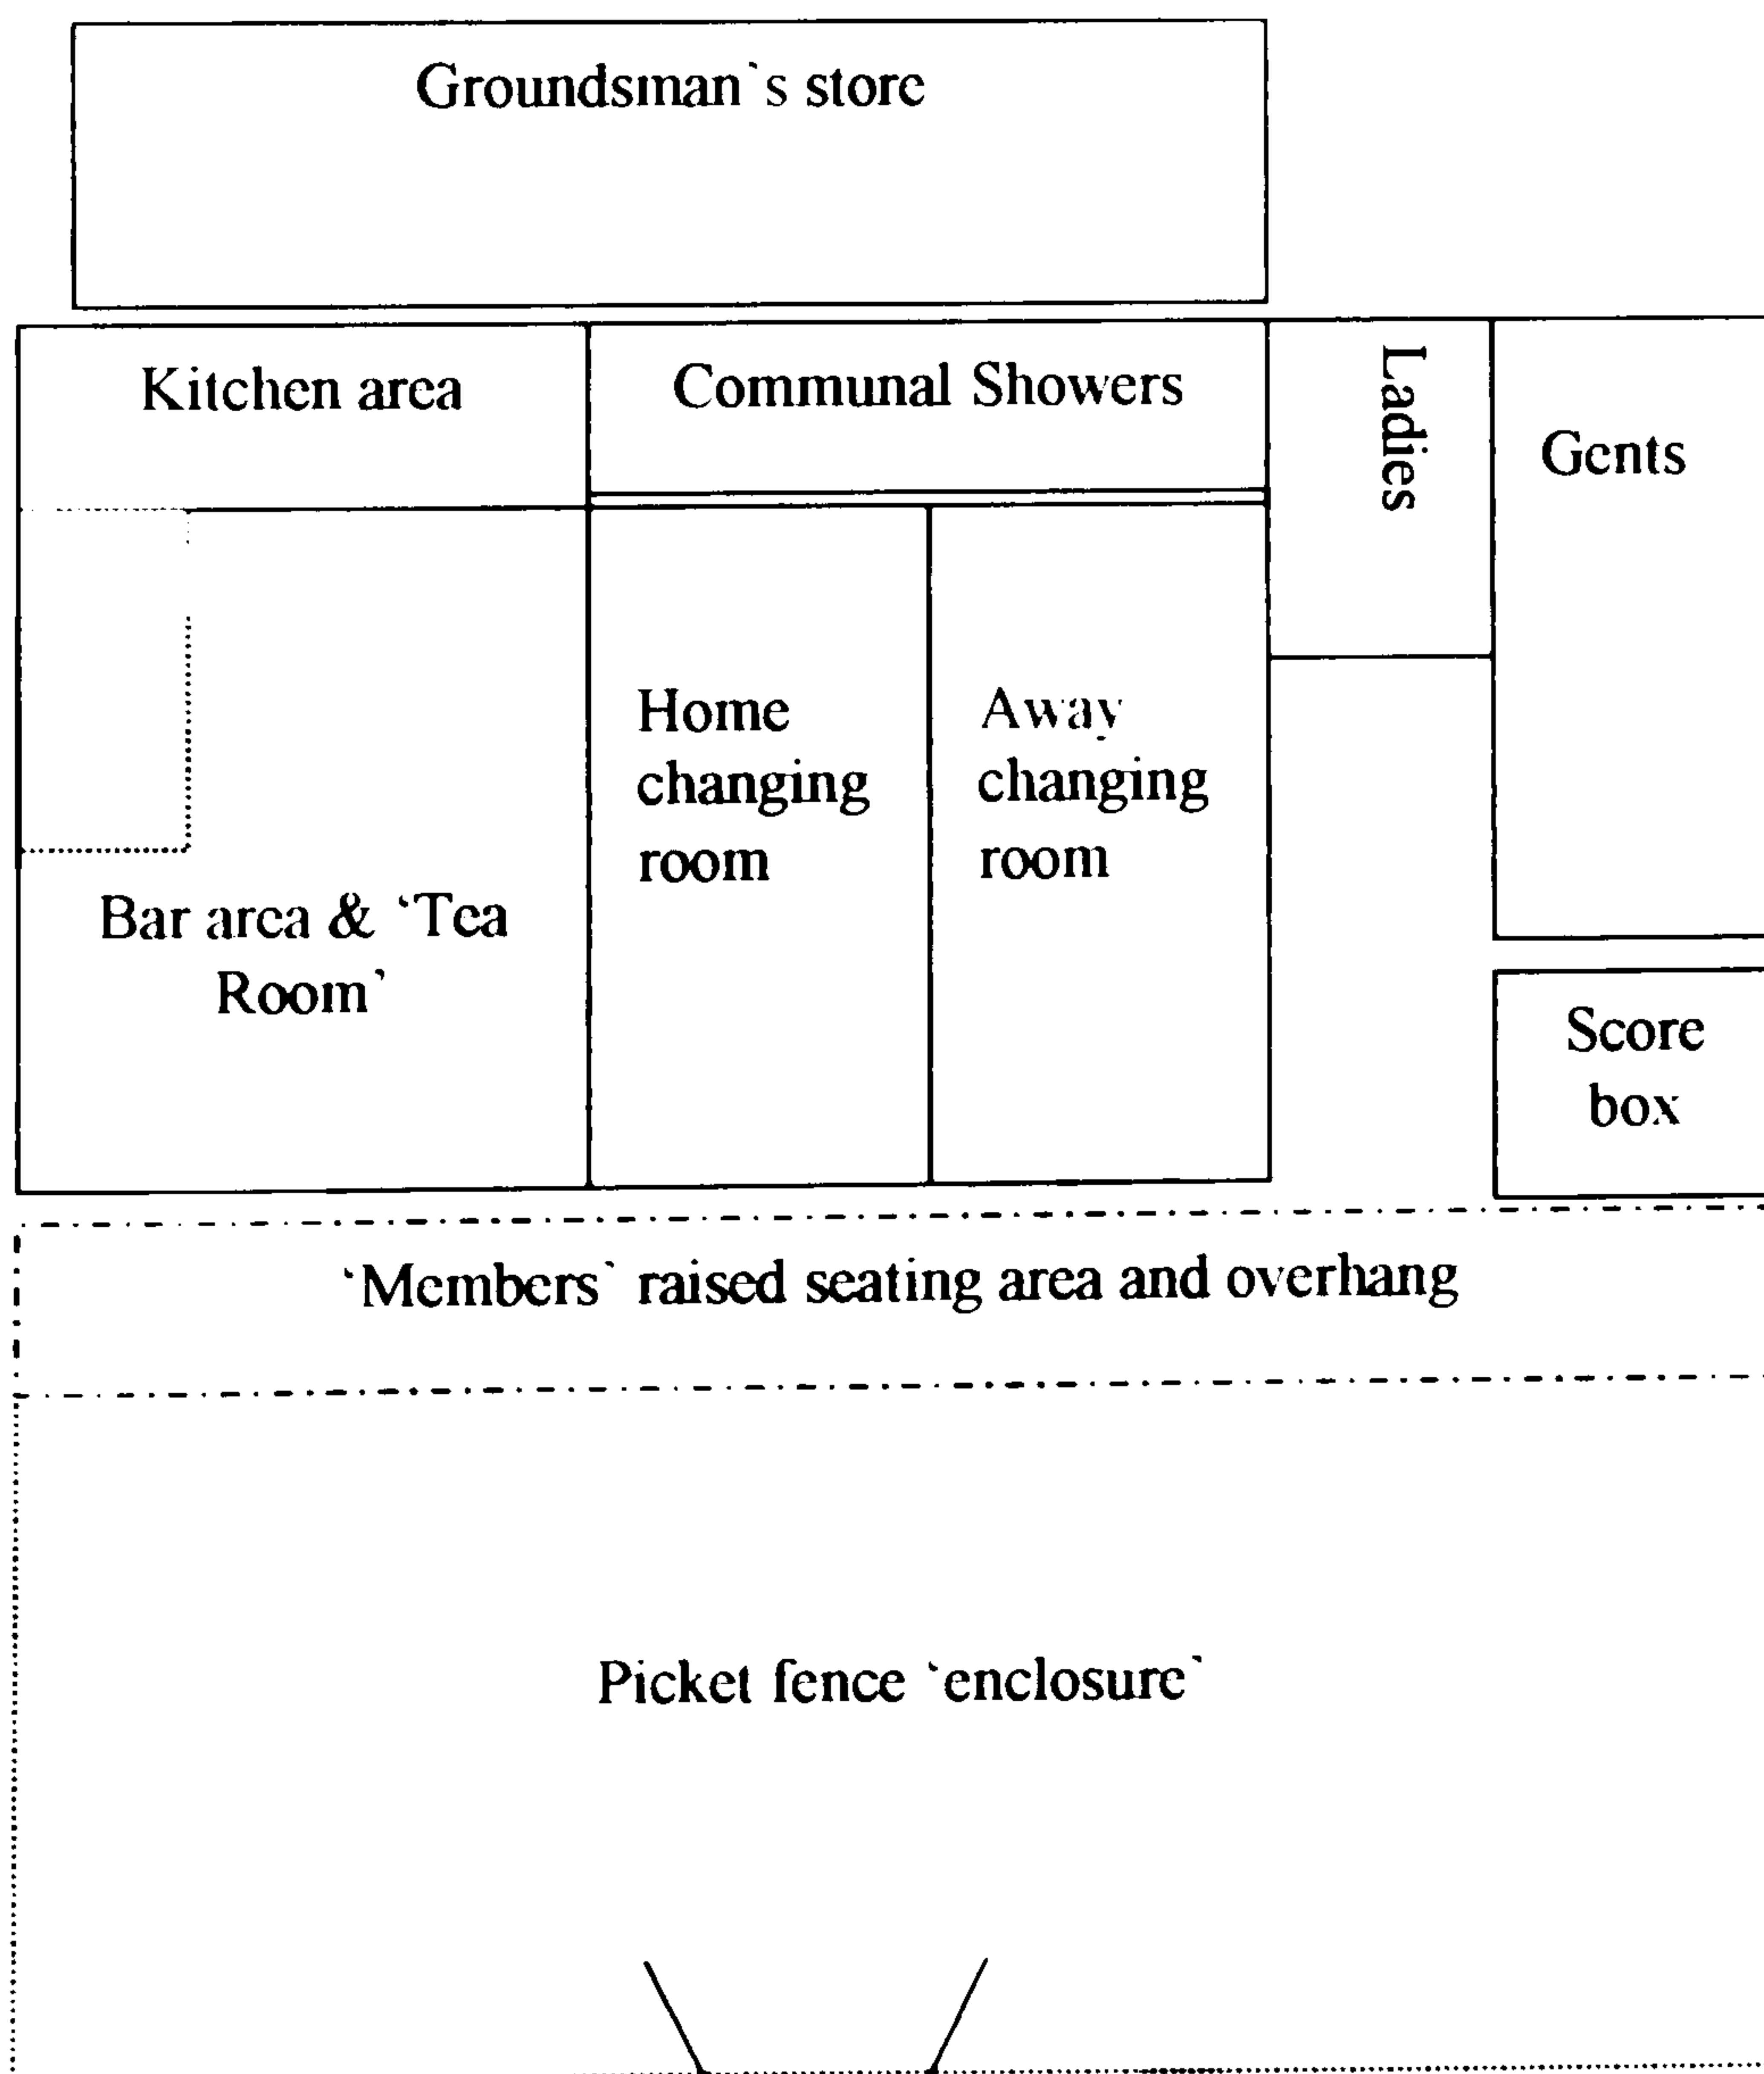 Groundsman's store
Kitchen area
Communal Showers
Ladies
Gents
Home
changing
room
Away
changing
room
Bar area & ‘Tea
Room’
Score
box
‘Members’ raised seating area and overhang
Picket fence ‘enclosure’